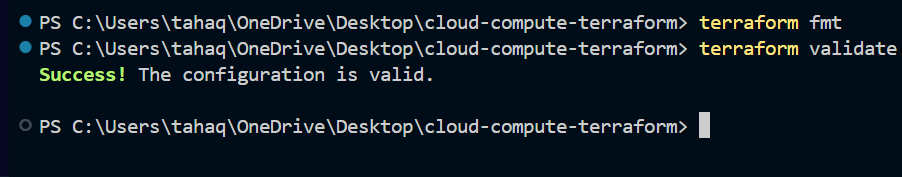 PS C:\Users\tahaq\OneDrive\Desktop\cloud-compute-terraform> terraform fmt
PS C:\Users\tahaq\OneDrive\Desktop\cloud-compute-terraform> terraform validate
Success! The configuration is valid.
PS C:\Users\tahaq\OneDrive\Desktop\cloud-compute-terraform>